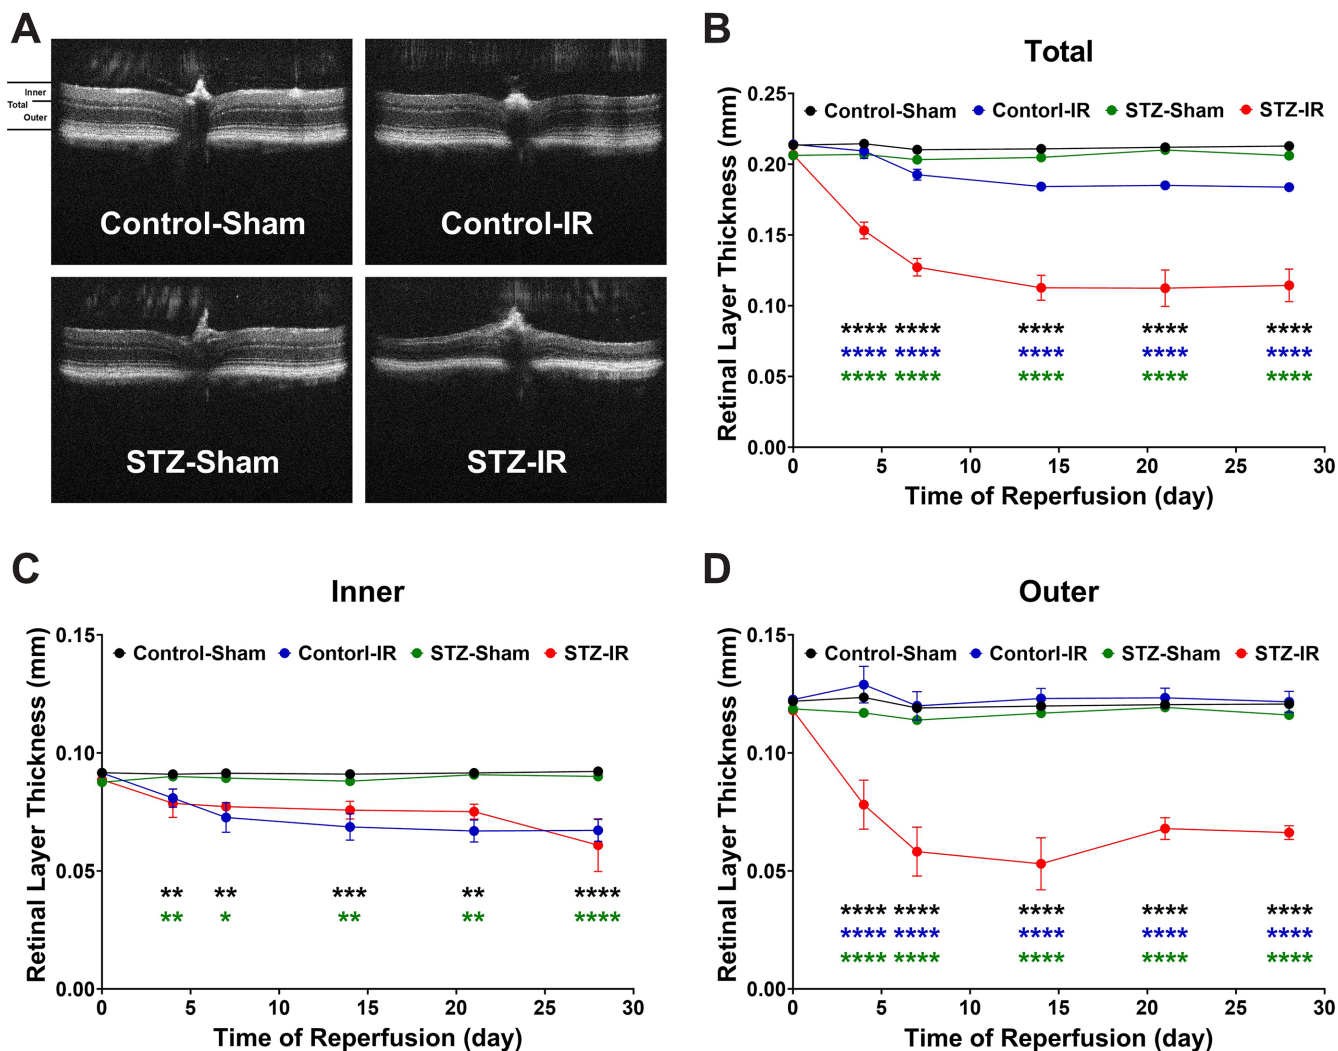 A
Inner
Total
Outer
Control-Sham
Control-IR
STZ-Sham
STZ-IR
B
Total
Retinal Layer Thickness (mm)
0.25
0.20
0.15
0.10
0.05
0.00
Control-Sham
Contorl-IR
STZ-Sham
STZ-IR
**** **** **** **** ****
**** **** **** **** ****
**** **** **** **** ****
0 5 10 15 20 25 30
Time of Reperfusion (day)
C
Inner
Retinal Layer Thickness (mm)
0.15
0.10
0.05
0.00
Control-Sham
Contorl-IR
STZ-Sham
STZ-IR
** ** *** ** ****
** * ** ** ****
0 5 10 15 20 25 30
Time of Reperfusion (day)
D
Outer
Retinal Layer Thickness (mm)
0.15
0.10
0.05
0.00
Control-Sham
Contorl-IR
STZ-Sham
STZ-IR
**** **** **** **** ****
**** **** **** **** ****
**** **** **** **** ****
0 5 10 15 20 25 30
Time of Reperfusion (day)